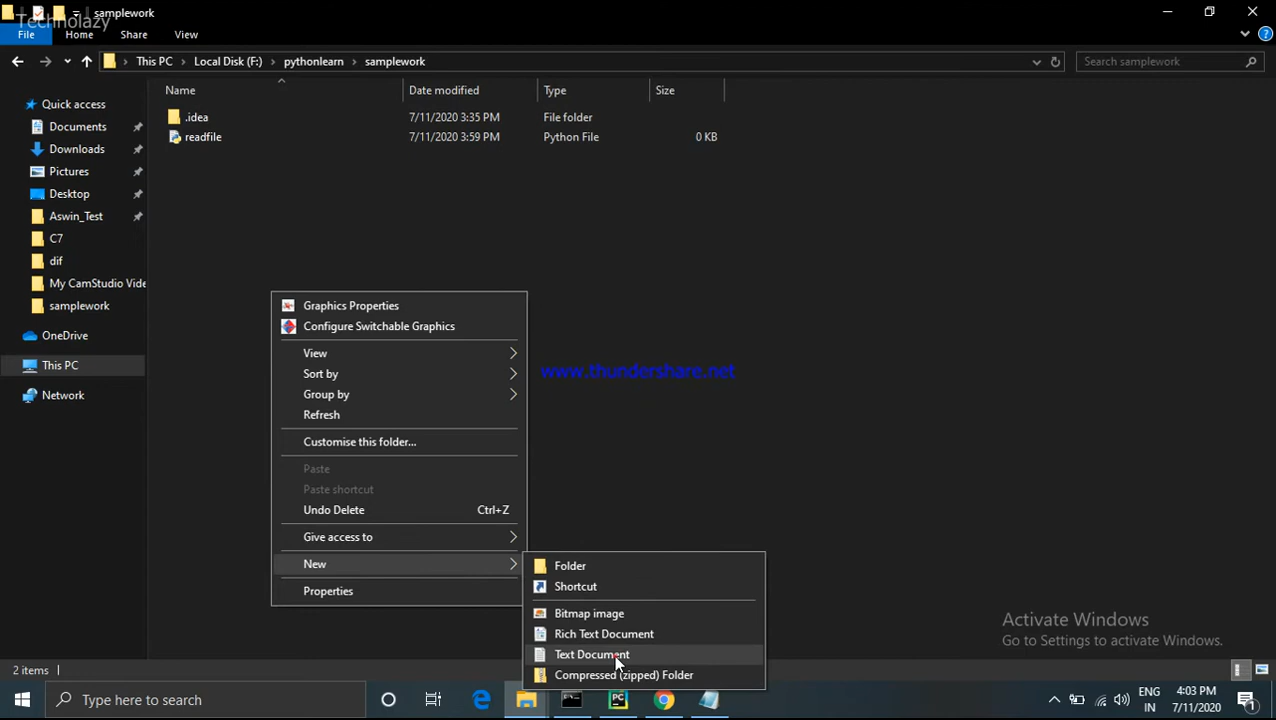 samplework
Technolazy
File Home Share View
This PC Local Disk (F:) pythonlearn samplework
Search samplework
Name Date modified Type Size
.idea 7/11/2020 3:35 PM File folder
readfile 7/11/2020 3:59 PM Python File 0 KB
Quick access
Documents
Downloads
Pictures
Desktop
Aswin_Test
C7
dif
My CamStudio Vide
samplework
OneDrive
This PC
Network
Graphics Properties
Configure Switchable Graphics
View
Sort by
Group by
Refresh
Customise this folder...
Paste
Paste shortcut
Undo Delete Ctrl+Z
Give access to
New
Properties
Folder
Shortcut
Bitmap image
Rich Text Document
Text Document
Compressed (zipped) Folder
www.thundershare.net
Activate Windows
Go to Settings to activate Windows.
2 items
Type here to search
PC
ENG
IN
4:03 PM
7/11/2020
1